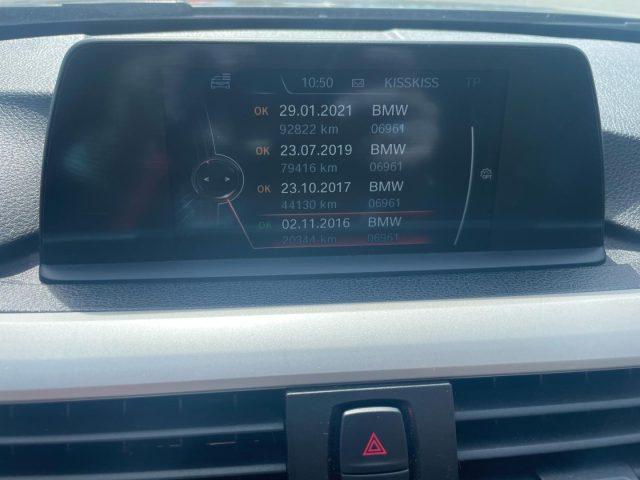 10:50 KISSKISS TP
OK 29.01.2021 BMW
92822 km 06961
OK 23.07.2019 BMW
79416 km 06961
OK 23.10.2017 BMW
44130 km 06961
OK 02.11.2016 BMW
20344 km 06961
OFF